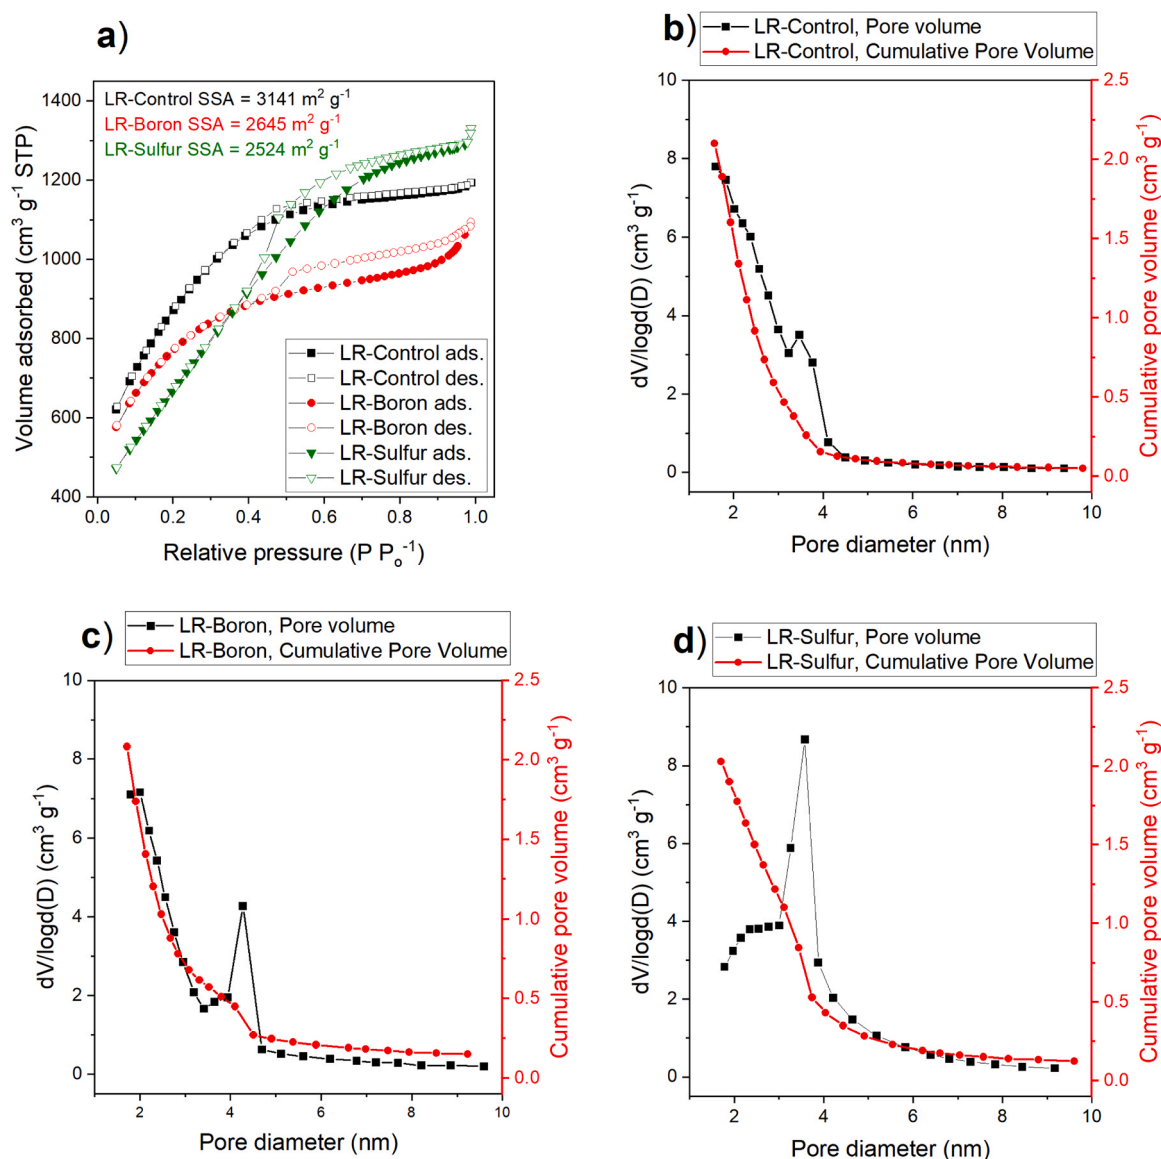 a)
LR-Control SSA = 3141 m² g⁻¹
LR-Boron SSA = 2645 m² g⁻¹
LR-Sulfur SSA = 2524 m² g⁻¹
Volume adsorbed (cm³ g⁻¹ STP)
1400
1200
1000
800
600
400
0.0 0.2 0.4 0.6 0.8 1.0
Relative pressure (P Pₒ⁻¹)
LR-Control ads.
LR-Control des.
LR-Boron ads.
LR-Boron des.
LR-Sulfur ads.
LR-Sulfur des.
b)
LR-Control, Pore volume
LR-Control, Cumulative Pore Volume
dV/logd(D) (cm³ g⁻¹)
10
8
6
4
2
0
2 4 6 8 10
Pore diameter (nm)
2.5
2.0
1.5
1.0
0.5
0.0
Cumulative pore volume (cm³ g⁻¹)
c)
LR-Boron, Pore volume
LR-Boron, Cumulative Pore Volume
dV/logd(D) (cm³ g⁻¹)
10
8
6
4
2
0
2 4 6 8 10
Pore diameter (nm)
2.5
2.0
1.5
1.0
0.5
0.0
Cumulative pore volume (cm³ g⁻¹)
d)
LR-Sulfur, Pore volume
LR-Sulfur, Cumulative Pore Volume
dV/logd(D) (cm³ g⁻¹)
10
8
6
4
2
0
2 4 6 8 10
Pore diameter (nm)
2.5
2.0
1.5
1.0
0.5
0.0
Cumulative pore volume (cm³ g⁻¹)